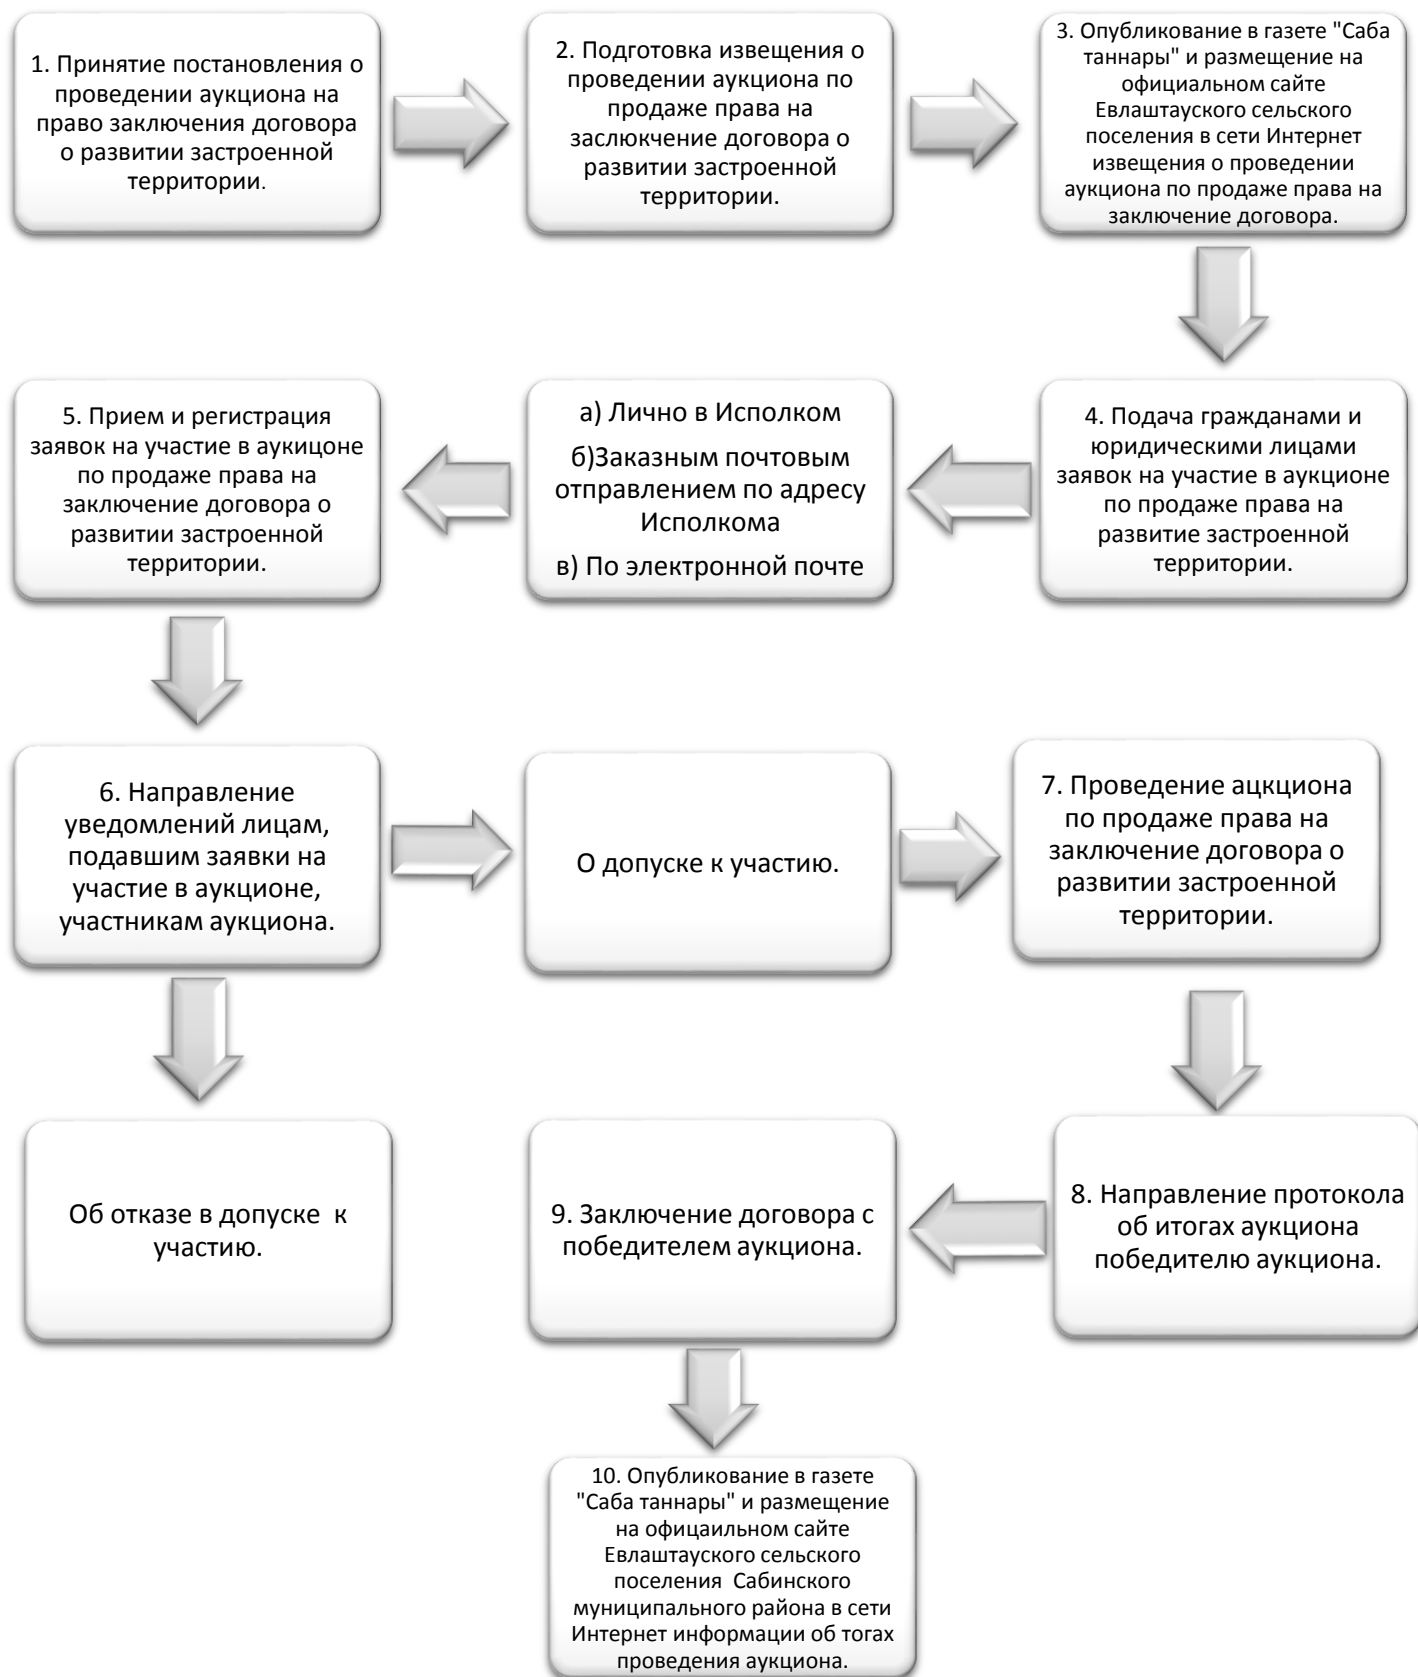 1. Принятие постановления о
проведении аукциона на
право заключения договора
о развитии застроенной
территории.
2. Подготовка извещения о
проведении аукциона по
продаже права на
заслюкчение договора о
развитии застроенной
территории.
3. Опубликование в газете "Саба
таннары" и размещение на
официальном сайте
Евлаштауского сельского
поселения в сети Интернет
извещения о проведении
аукциона по продаже права на
заключение договора.
4. Подача гражданами и
юридическими лицами
заявок на участие в аукционе
по продаже права на
развитие застроенной
территории.
а) Лично в Исполком
б)Заказным почтовым
отправлением по адресу
Исполкома
в) По электронной почте
5. Прием и регистрация
заявок на участие в аукицоне
по продаже права на
заключение договора о
развитии застроенной
территории.
6. Направление
уведомлений лицам,
подавшим заявки на
участие в аукционе,
участникам аукциона.
О допуске к участию.
7. Проведение ацкциона
по продаже права на
заключение договора о
развитии застроенной
территории.
Об отказе в допуске  к
участию.
8. Направление протокола
об итогах аукциона
победителю аукциона.
9. Заключение договора с
победителем аукциона.
10. Опубликование в газете
"Саба таннары" и размещение
на офицаильном сайте
Евлаштауского сельского
поселения  Сабинского
муниципального района в сети
Интернет информации об тогах
проведения аукциона.